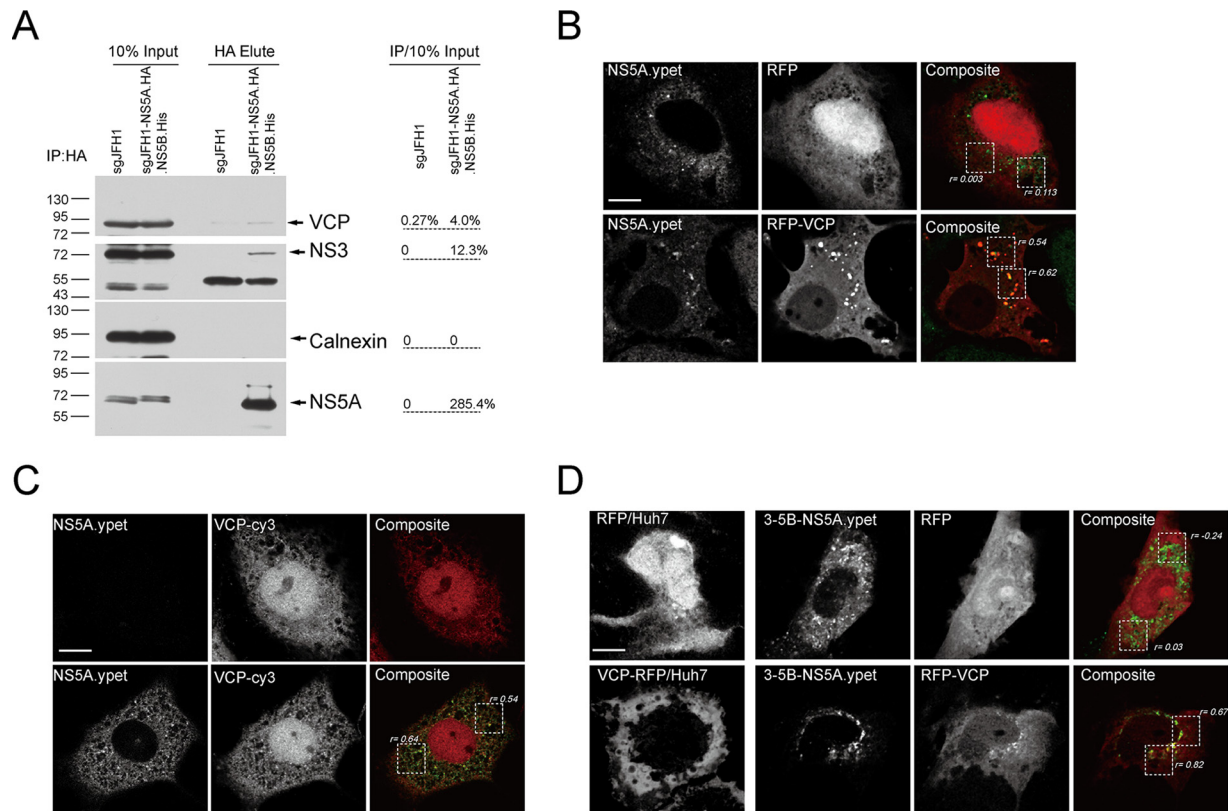 A
10% Input
HA Elute
IP/10% Input
IP:HA
sgJFH1
sgJFH1-NS5A.HA
.NS5B.His
sgJFH1
sgJFH1-NS5A.HA
.NS5B.His
sgJFH1
sgJFH1-NS5A.HA
.NS5B.His
130
95
72
VCP
0.27% 4.0%
72
55
43
NS3
0 12.3%
130
95
72
Calnexin
0 0
95
72
55
NS5A
0 285.4%
B
NS5A.ypet
RFP
Composite
r= 0.003
r= 0.113
NS5A.ypet
RFP-VCP
Composite
r= 0.54
r= 0.62
C
NS5A.ypet
VCP-cy3
Composite
NS5A.ypet
VCP-cy3
Composite
r= 0.54
r= 0.64
D
RFP/Huh7
3-5B-NS5A.ypet
RFP
Composite
r= -0.24
r= 0.03
VCP-RFP/Huh7
3-5B-NS5A.ypet
RFP-VCP
Composite
r= 0.67
r= 0.82